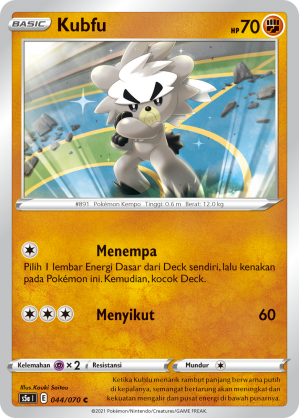 BASIC Kubfu HP 70
#891 Pokémon Kempo Tinggi: 0.6 m Berat: 12.0 kg
Menempa
Pilih 1 lembar Energi Dasar dari Deck sendiri, lalu kenakan
pada Pokémon ini. Kemudian, kocok Deck.
Menyikut 60
Kelemahan ×2 Resistansi Mundur
Illus. Kouki Saitou
s5a I E 044/070 C
Ketika Kubfu menarik rambut panjang berwarna putih
di kepalanya, semangat bertarung akan meningkat dan
kekuatan mengalir dari pusat energi di bawah pusarnya.
©2021 Pokémon/Nintendo/Creatures/GAME FREAK